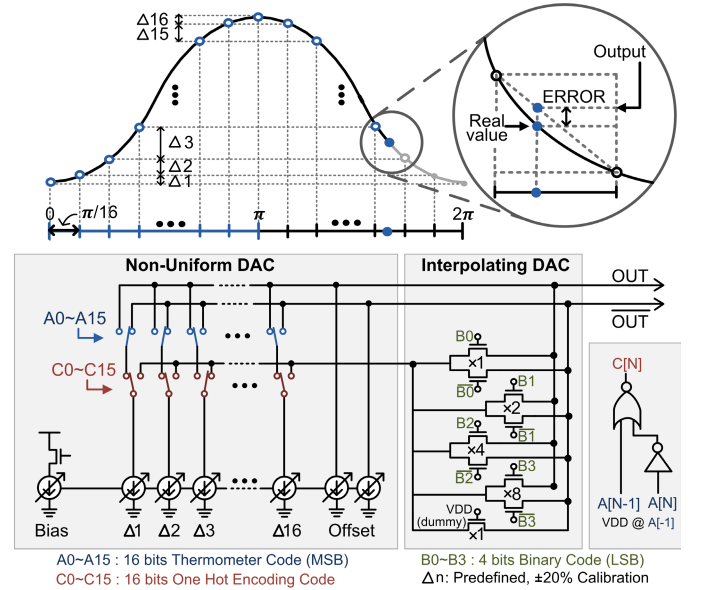 Δ16
Δ15
Δ3
Δ2
Δ1
0
π/16
π
2π
Output
ERROR
Real
value
Non-Uniform DAC
Interpolating DAC
OUT
OUT
A0~A15
C0~C15
B0
×1
B0
B1
×2
B1
B2
×4
B2
B3
×8
B3
VDD
(dummy)
×1
C[N]
A[N-1] A[N]
VDD @ A[-1]
Bias
Δ1
Δ2
Δ3
Δ16
Offset
A0~A15 : 16 bits Thermometer Code (MSB)
C0~C15 : 16 bits One Hot Encoding Code
B0~B3 : 4 bits Binary Code (LSB)
Δn: Predefined, ±20% Calibration